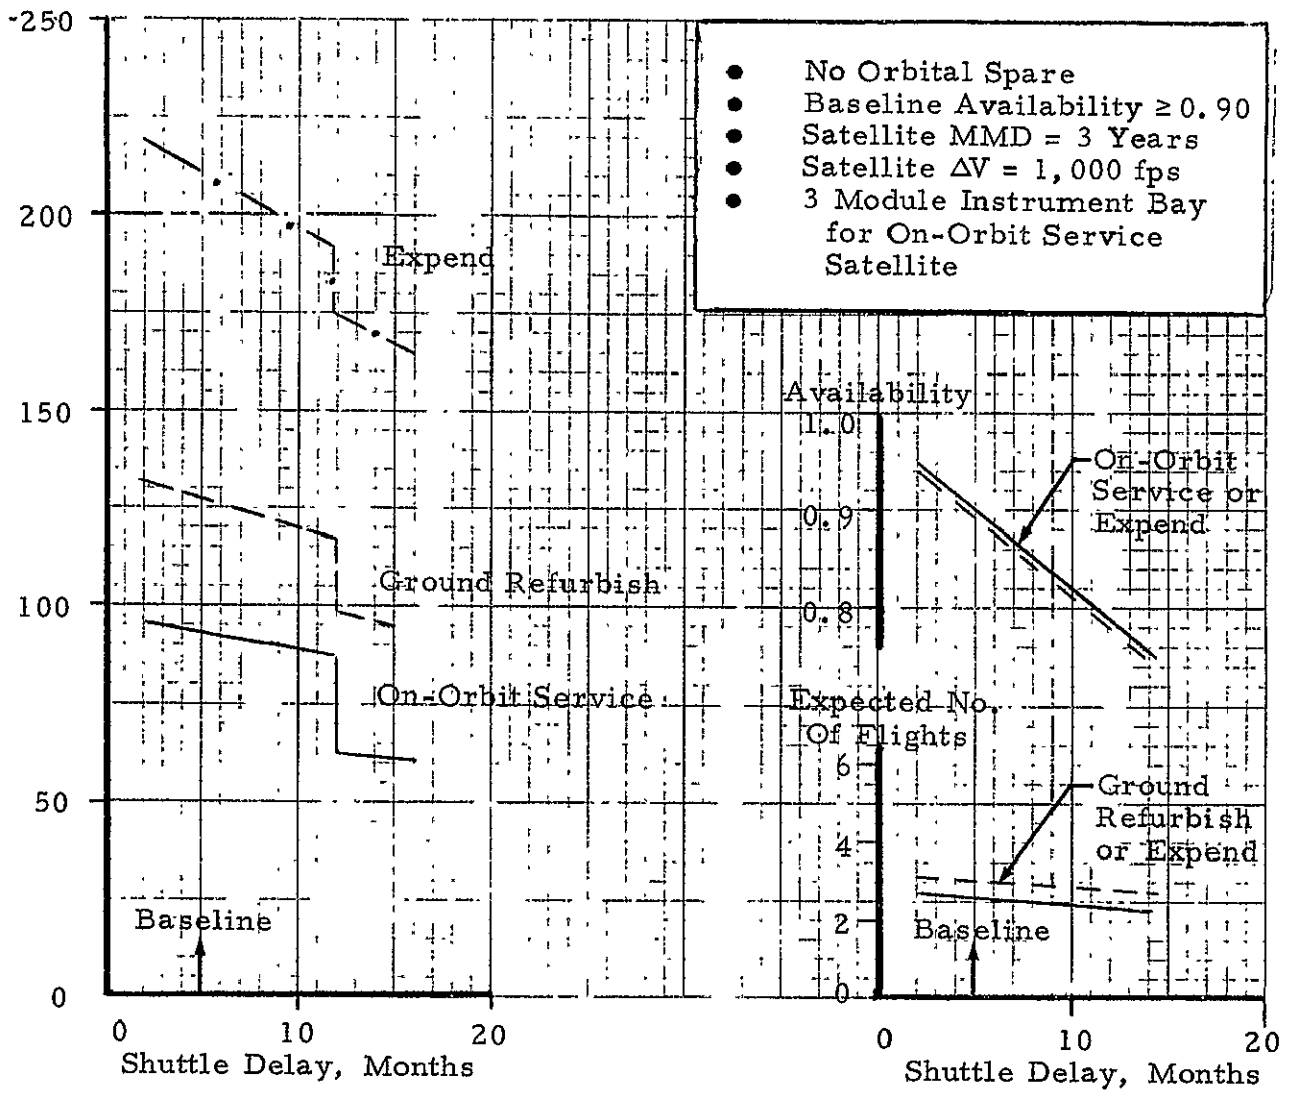 250
200
150
100
50
0
Expend
Ground Refurbish
On-Orbit Service
Baseline
0 10 20
Shuttle Delay, Months
• No Orbital Spare
• Baseline Availability ≥ 0.90
• Satellite MMD = 3 Years
• Satellite ΔV = 1,000 fps
• 3 Module Instrument Bay
for On-Orbit Service
Satellite
Availability
1.0
0.9
0.8
On-Orbit
Service or
Expend
Expected No.
Of Flights
6
4
2
0
Ground
Refurbish
or Expend
Baseline
0 10 20
Shuttle Delay, Months